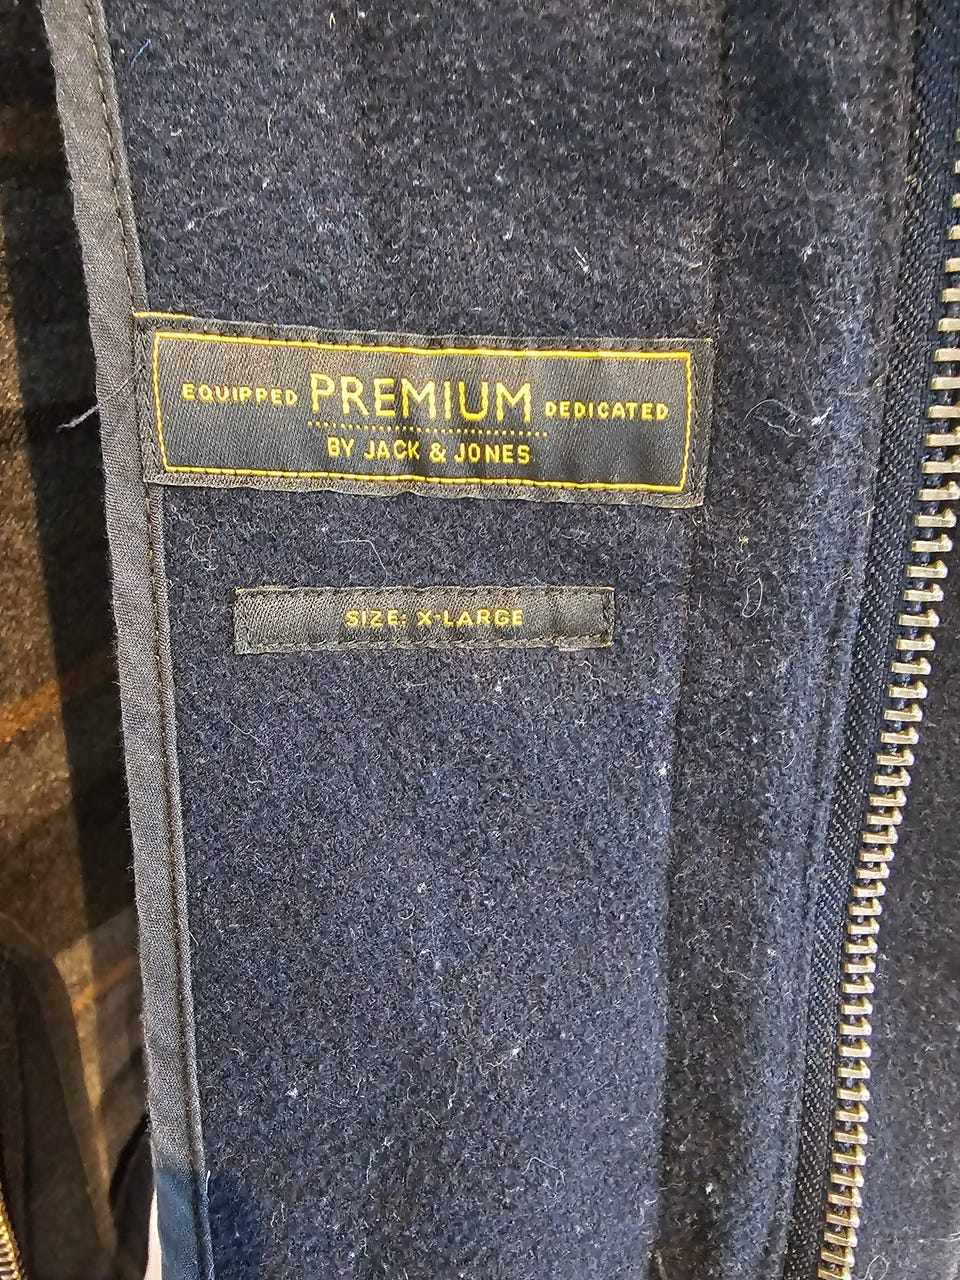 EQUIPPED PREMIUM DEDICATED
BY JACK & JONES
SIZE: X-LARGE